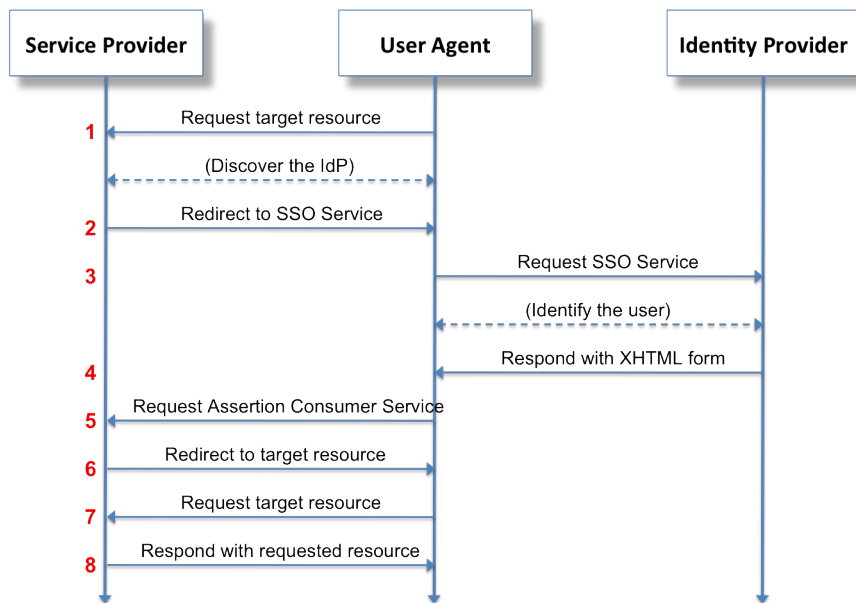 Service Provider
User Agent
Identity Provider
Request target resource
1
(Discover the IdP)
Redirect to SSO Service
2
Request SSO Service
3
(Identify the user)
Respond with XHTML form
4
Request Assertion Consumer Service
5
Redirect to target resource
6
Request target resource
7
Respond with requested resource
8